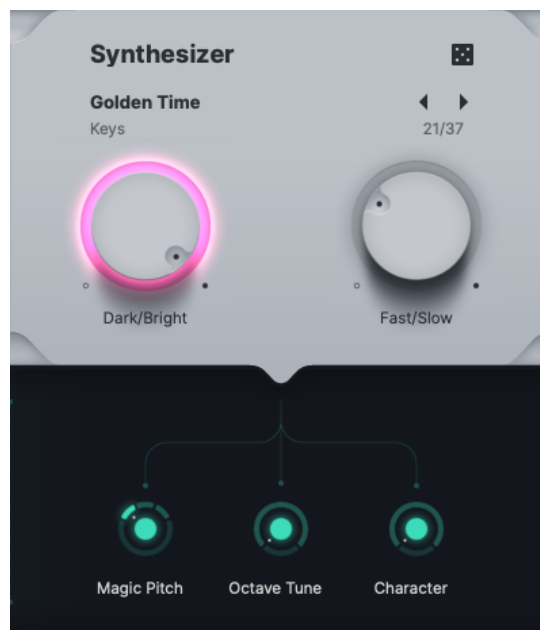 Synthesizer
Golden Time
Keys
21/37
Dark/Bright
Fast/Slow
Magic Pitch
Octave Tune
Character